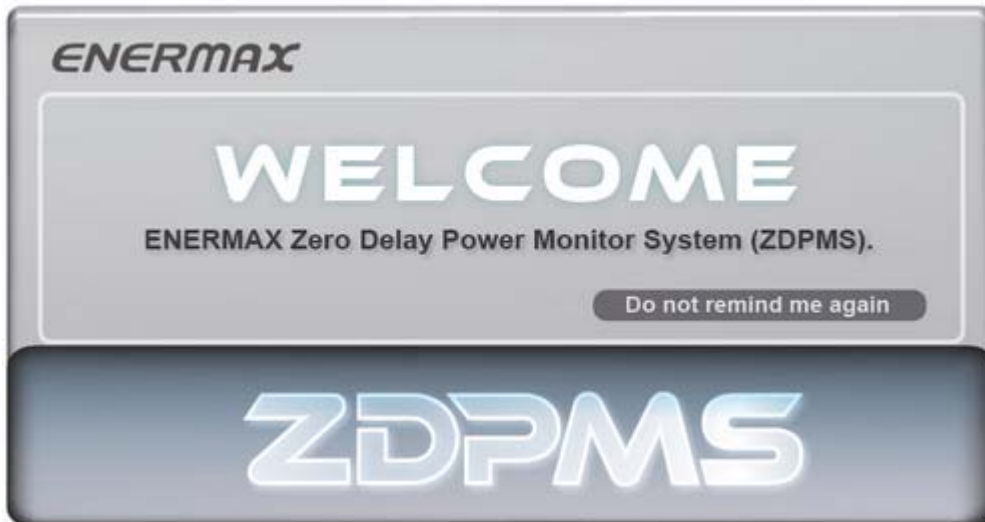 ENERMAX
WELCOME
ENERMAX Zero Delay Power Monitor System (ZDPMS).
Do not remind me again
ZDPMS